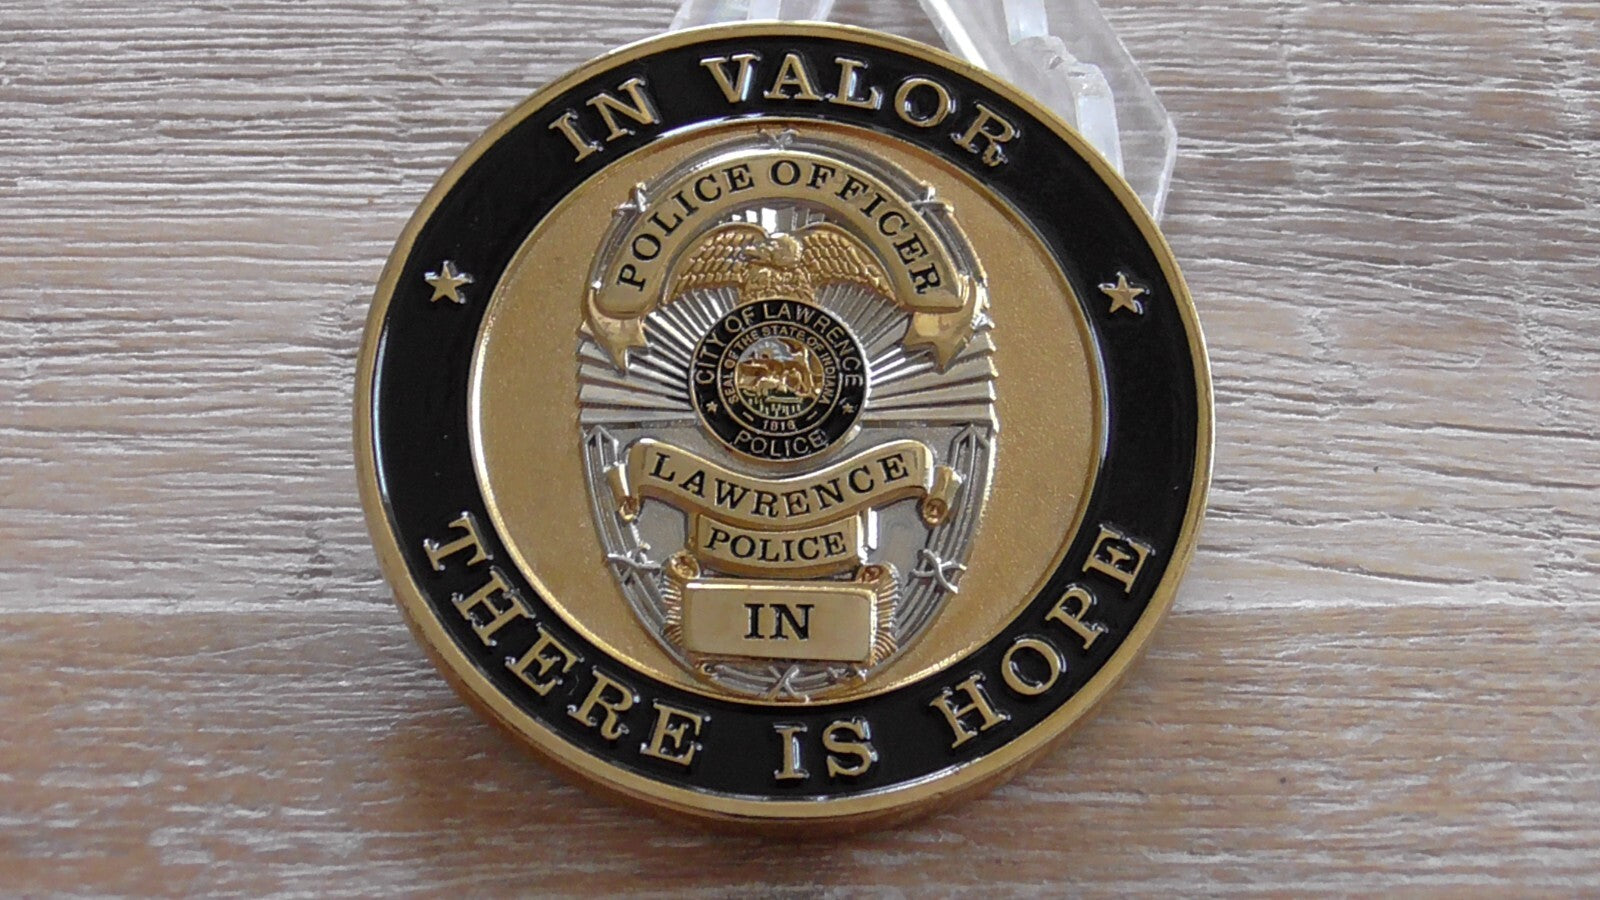 IN VALOR
POLICE OFFICER
CITY OF LAWRENCE
SEAL OF THE STATE OF INDIANA
1816
POLICE
LAWRENCE
POLICE
IN
THERE IS HOPE